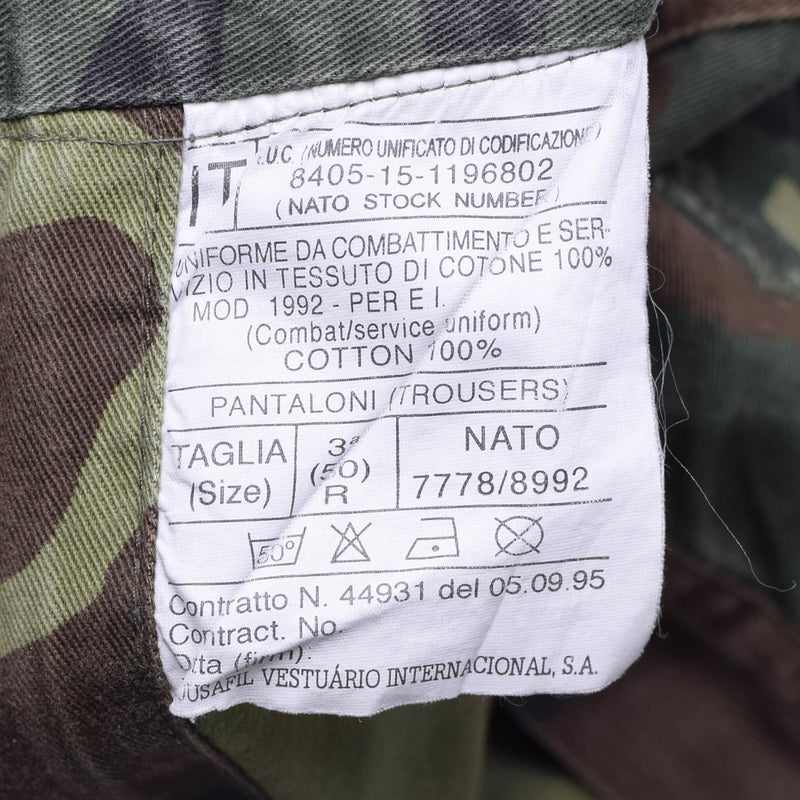 IT
N.U.C. (NUMERO UNIFICATO DI CODIFICAZIONE)
8405-15-1196802
(NATO STOCK NUMBER)
UNIFORME DA COMBATTIMENTO E SER-
VIZIO IN TESSUTO DI COTONE 100%
MOD 1992 - PER E I.
(Combat/service uniform)
COTTON 100%
PANTALONI (TROUSERS)
TAGLIA
(Size)
3ª
(50)
R
NATO
7778/8992
50°
Contratto N. 44931 del 05.09.95
Contract. No.
Ditta (firm):
JUSAFIL VESTUÁRIO INTERNACIONAL, S.A.